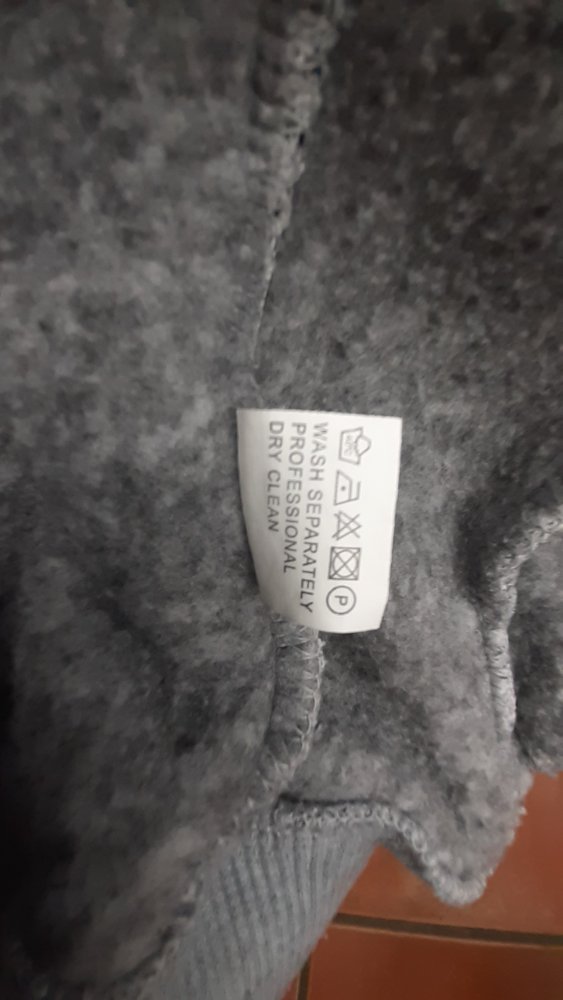 P
WASH SEPARATELY
PROFESSIONAL
DRY CLEAN